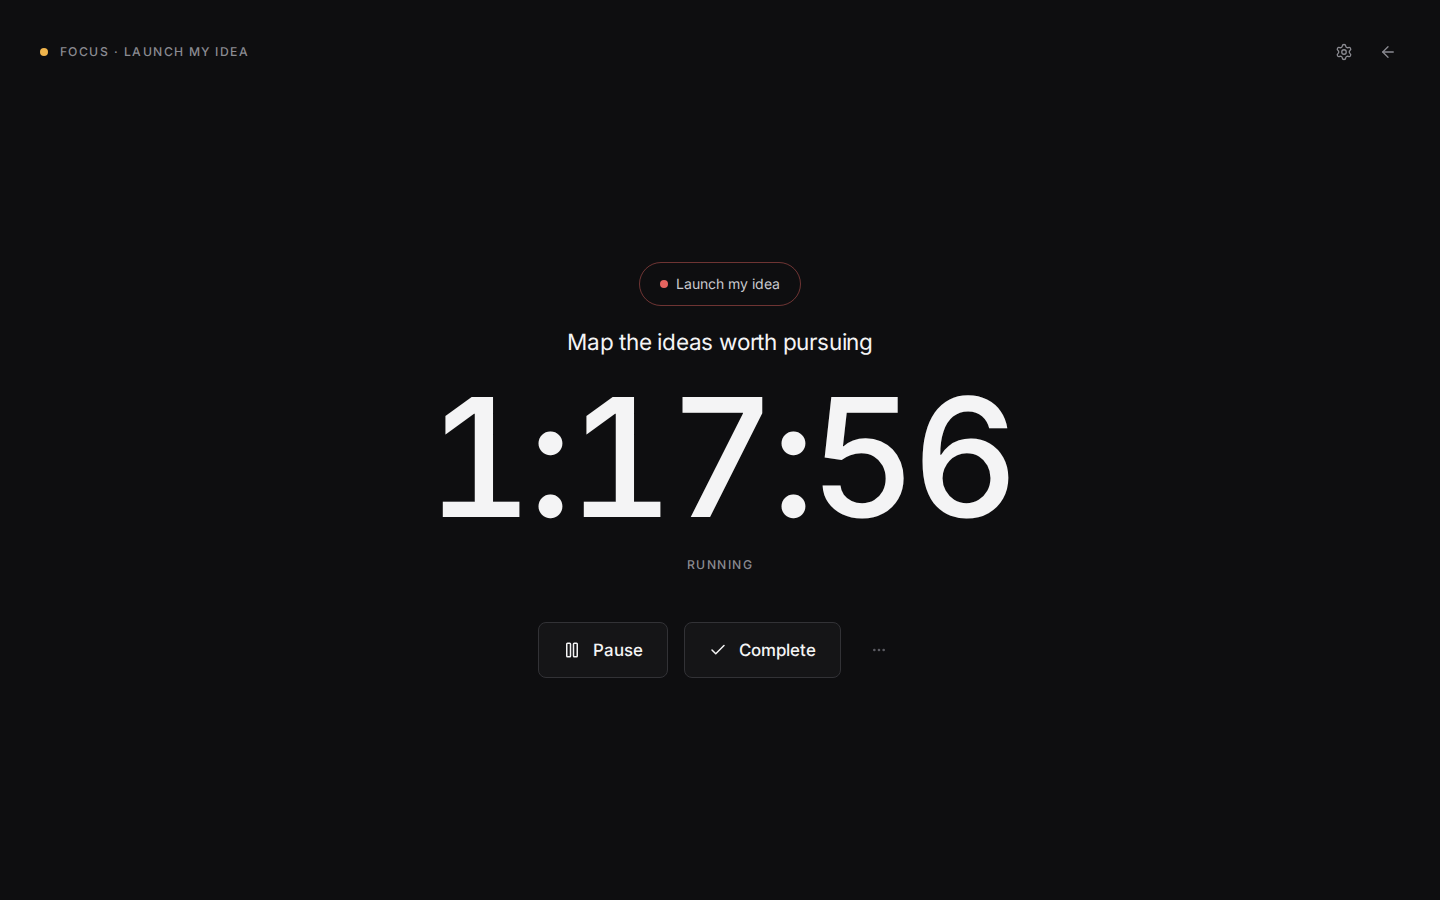 FOCUS · LAUNCH MY IDEA
Launch my idea
Map the ideas worth pursuing
1:17:56
RUNNING
Pause
Complete